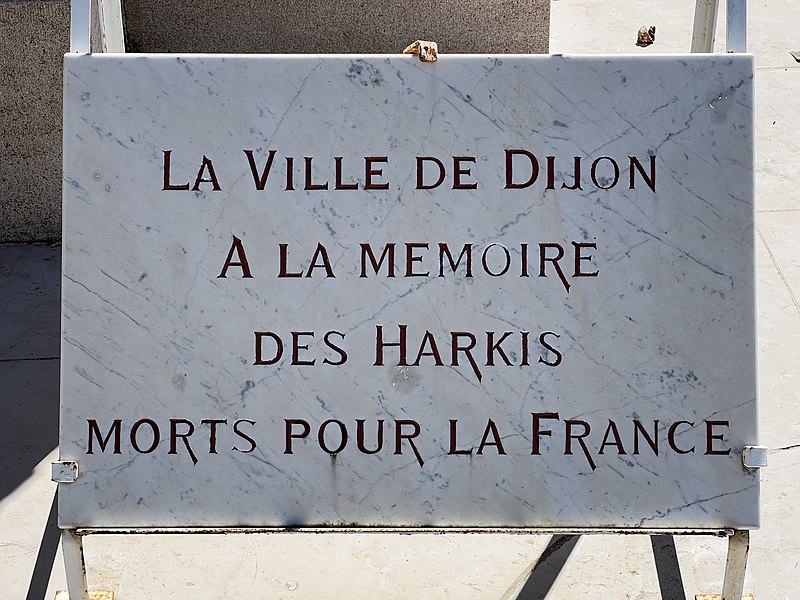 LA VILLE DE DIJON
A LA MEMOIRE
DES HARKIS
MORTS POUR LA FRANCE